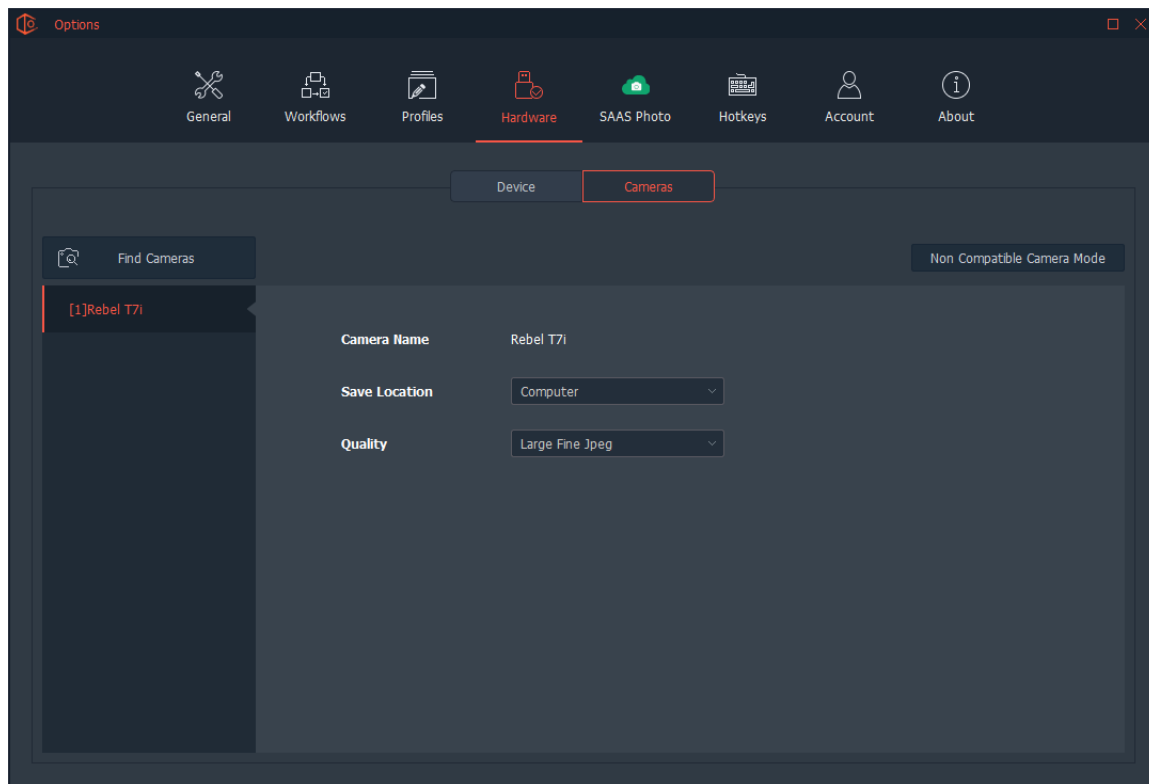 Options
General Workflows Profiles Hardware SAAS Photo Hotkeys Account About
Device Cameras
Find Cameras Non Compatible Camera Mode
[1]Rebel T7i
Camera Name Rebel T7i
Save Location Computer
Quality Large Fine Jpeg